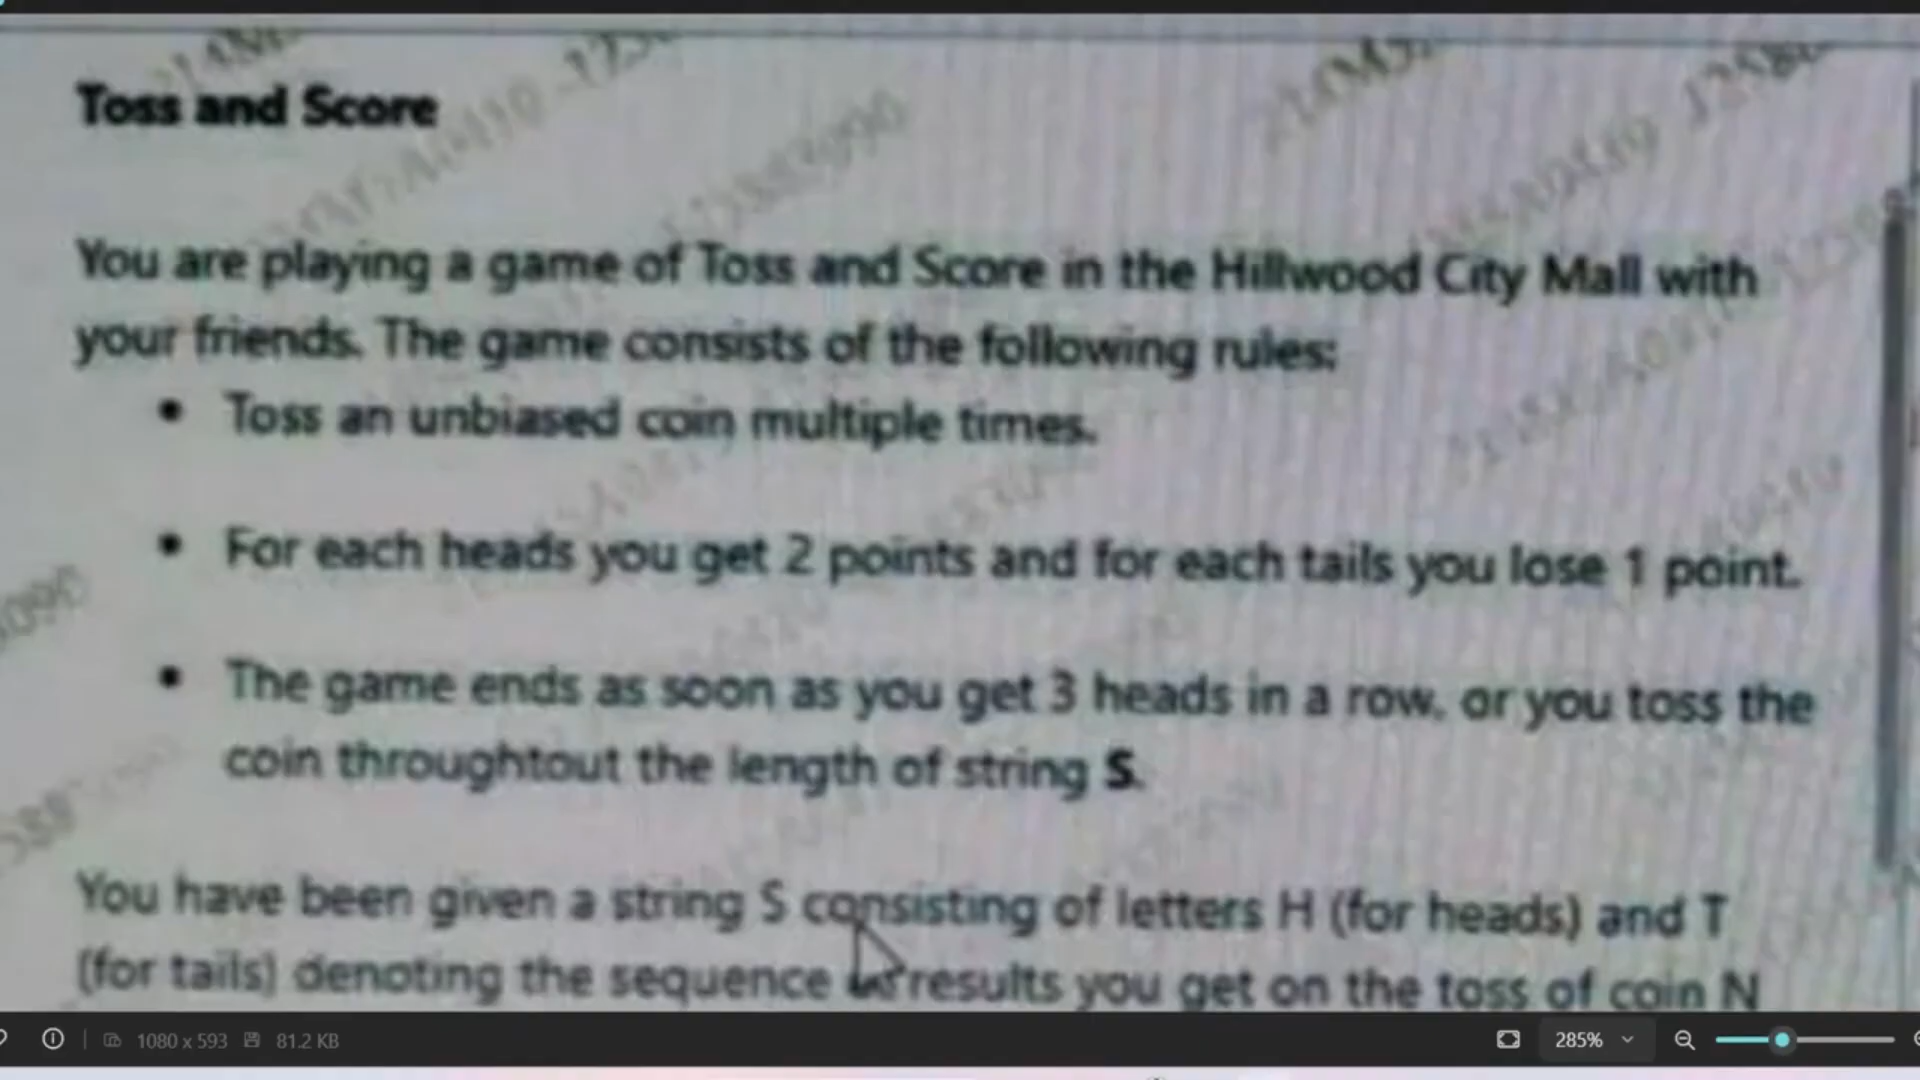 Toss and Score
You are playing a game of Toss and Score in the Hillwood City Mall with
your friends. The game consists of the following rules:
• Toss an unbiased coin multiple times.
• For each heads you get 2 points and for each tails you lose 1 point.
• The game ends as soon as you get 3 heads in a row, or you toss the
coin throughtout the length of string S.
You have been given a string S consisting of letters H (for heads) and T
(for tails) denoting the sequence results you get on the toss of coin N
1080 x 593 81.2 KB 285%